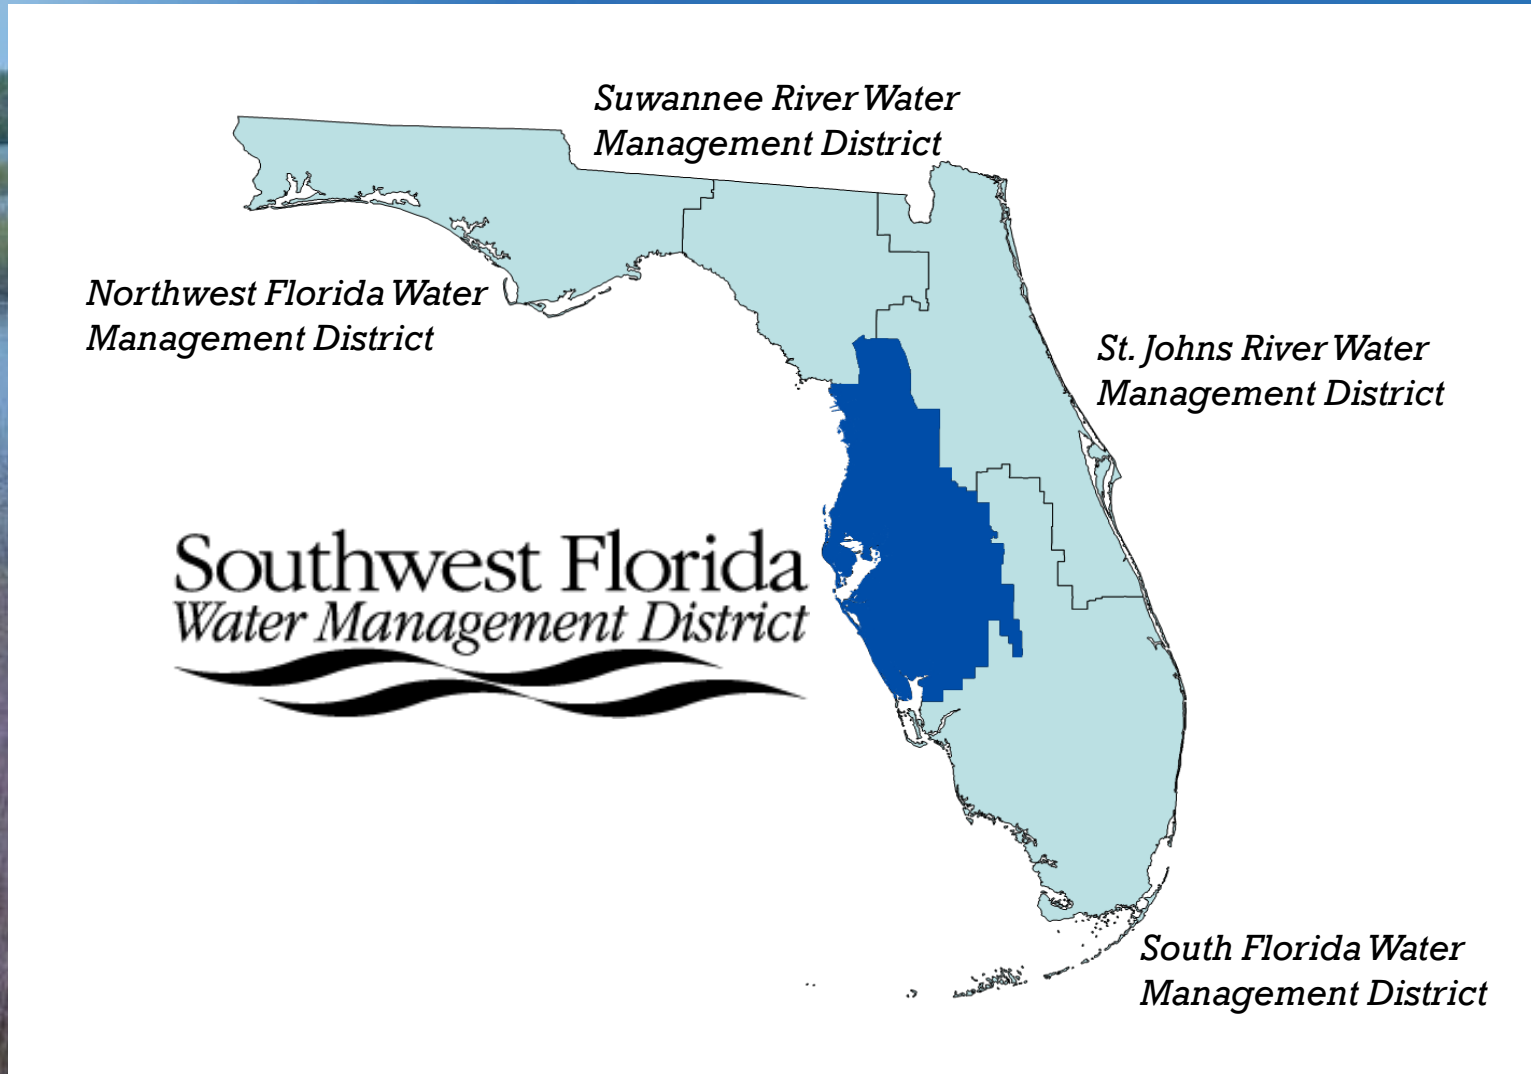 Suwannee River Water
Management District
Northwest Florida Water
Management District
St. Johns River Water
Management District
Southwest Florida
Water Management District
South Florida Water
Management District